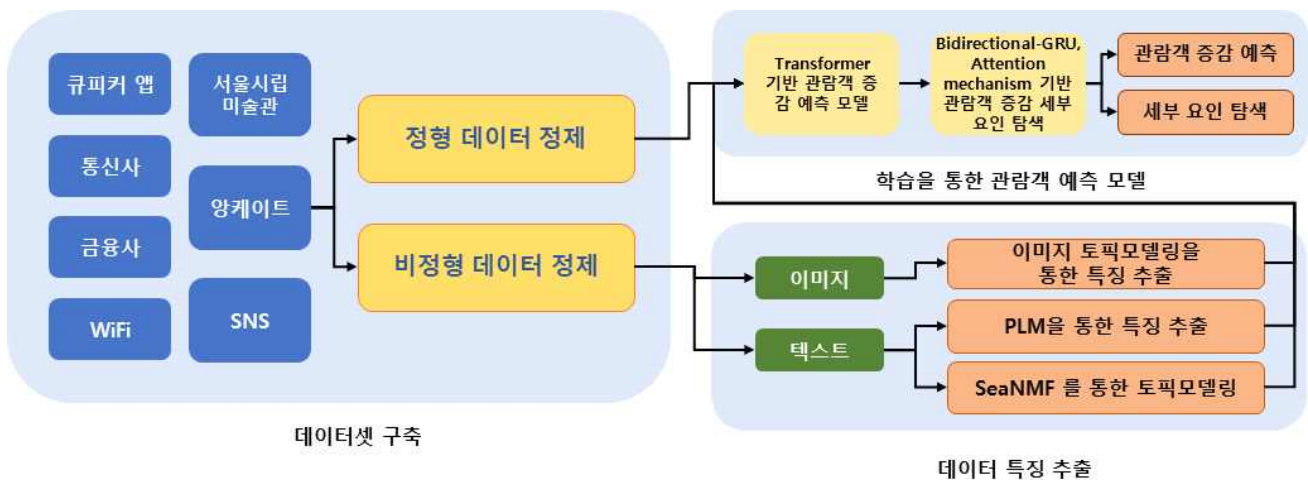 큐피커 앱
서울시립
미술관
통신사
앙케이트
금융사
WiFi
SNS
정형 데이터 정제
비정형 데이터 정제
데이터셋 구축
Transformer
기반 관람객 증
감 예측 모델
Bidirectional-GRU,
Attention
mechanism 기반
관람객 증감 세부
요인 탐색
관람객 증감 예측
세부 요인 탐색
학습을 통한 관람객 예측 모델
이미지
텍스트
이미지 토픽모델링을
통한 특징 추출
PLM을 통한 특징 추출
SeaNMF 를 통한 토픽모델링
데이터 특징 추출